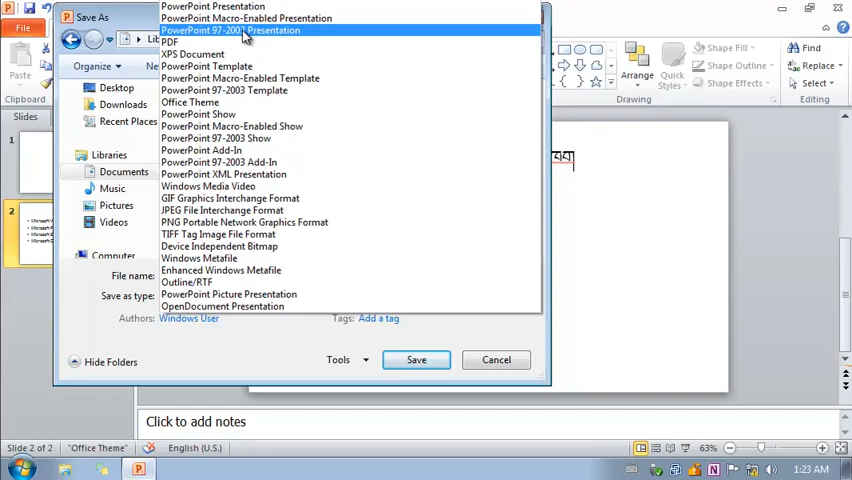 PowerPoint Presentation
Save As
PowerPoint Macro-Enabled Presentation
File
PowerPoint 97-2003 Presentation
PDF
XPS Document
Organize
PowerPoint Template
PowerPoint Macro-Enabled Template
Desktop
PowerPoint 97-2003 Template
Downloads
Office Theme
Recent Places
PowerPoint Show
PowerPoint Macro-Enabled Show
PowerPoint 97-2003 Show
PowerPoint Add-In
Libraries
PowerPoint 97-2003 Add-In
Documents
PowerPoint XML Presentation
Music
Windows Media Video
Pictures
GIF Graphics Interchange Format
JPEG File Interchange Format
Videos
PNG Portable Network Graphics Format
TIFF Tag Image File Format
Device Independent Bitmap
Computer
Windows Metafile
Enhanced Windows Metafile
File name:
Outline/RTF
Save as type:
PowerPoint Picture Presentation
OpenDocument Presentation
Authors: Windows User Tags: Add a tag
Hide Folders Tools Save Cancel
Paste
Clipboard
Slides
1
2
Arrange
Quick Styles
Shape Fill
Shape Outline
Shape Effects
Drawing
Find
Replace
Select
Editing
Click to add notes
Slide 2 of 2 "Office Theme" English (U.S.) 63%
1:23 AM